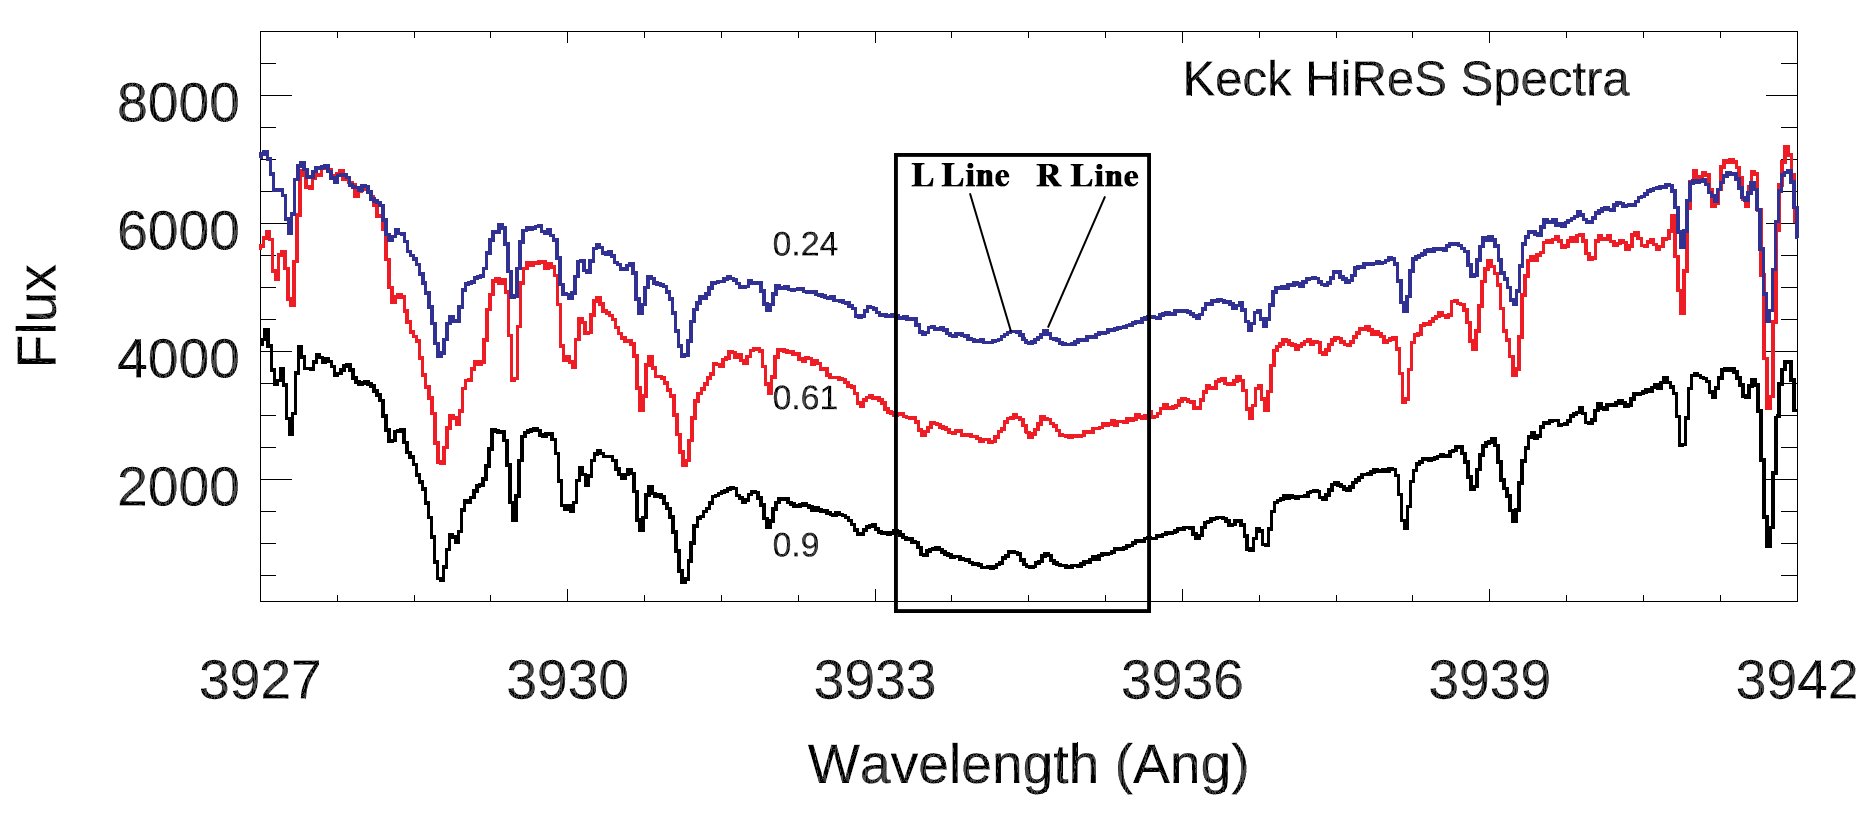 Keck HiReS Spectra
8000
6000
4000
2000
Flux
L Line R Line
0.24
0.61
0.9
3927 3930 3933 3936 3939 3942
Wavelength (Ang)